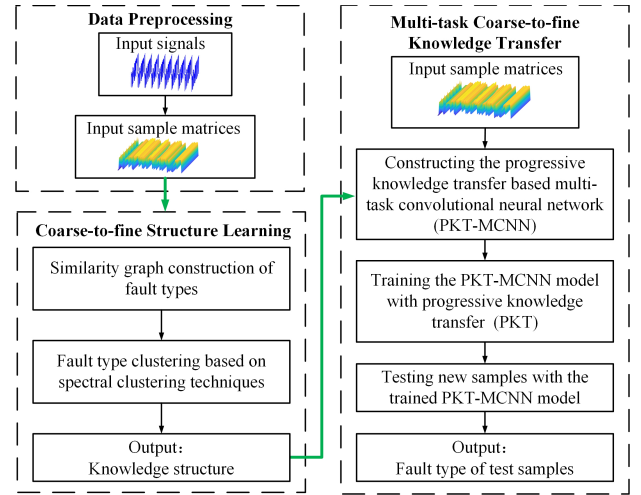 Data Preprocessing
Input signals
Input sample matrices
Coarse-to-fine Structure Learning
Similarity graph construction of
fault types
Fault type clustering based on
spectral clustering techniques
Output:
Knowledge structure
Multi-task Coarse-to-fine
Knowledge Transfer
Input sample matrices
Constructing the progressive
knowledge transfer based multi-
task convolutional neural network
(PKT-MCNN)
Training the PKT-MCNN model
with progressive knowledge
transfer (PKT)
Testing new samples with the
trained PKT-MCNN model
Output:
Fault type of test samples